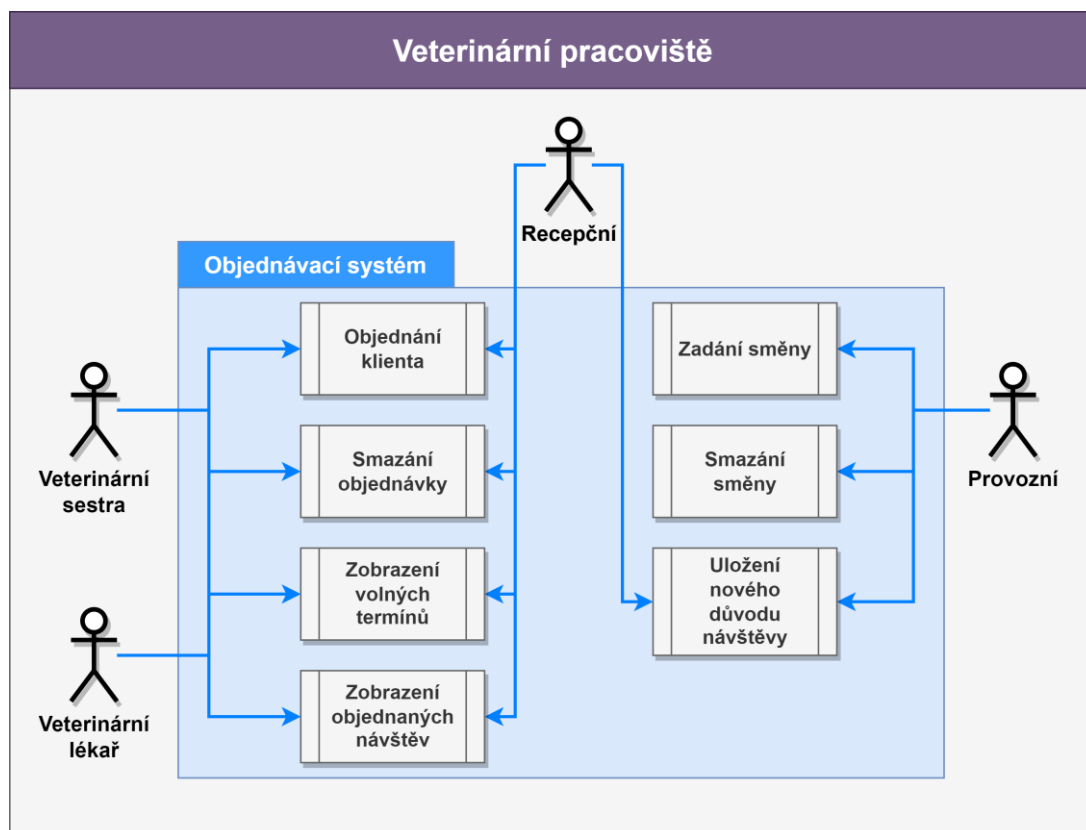 Veterinární pracoviště
Recepční
Objednávací systém
Objednání
klienta
Zadání směny
Veterinární
sestra
Smazání
objednávky
Smazání
směny
Provozní
Zobrazení
volných
termínů
Uložení
nového
důvodu
návštěvy
Veterinární
lékař
Zobrazení
objednaných
návštěv